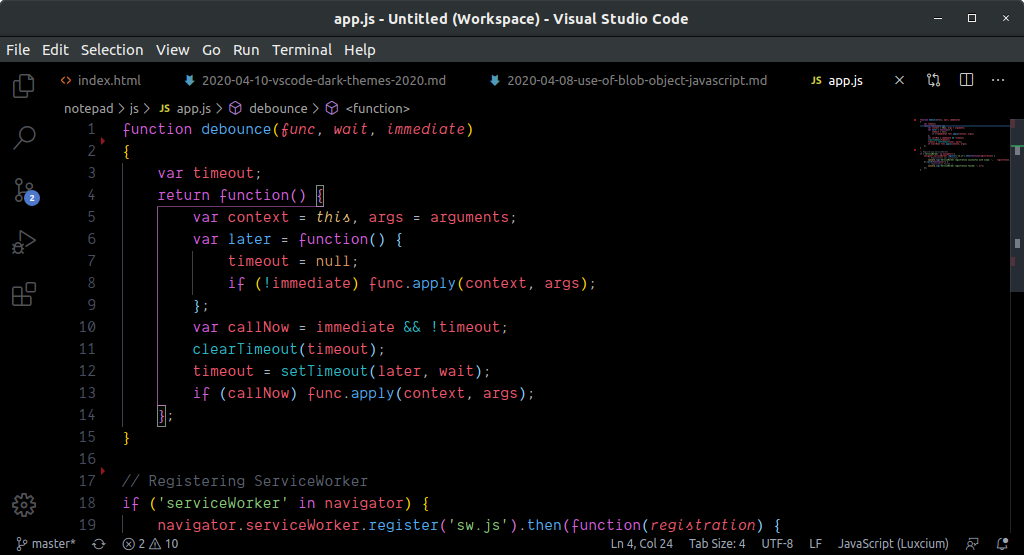 app.js - Untitled (Workspace) - Visual Studio Code
File Edit Selection View Go Run Terminal Help
<> index.html 2020-04-10-vscode-dark-themes-2020.md 2020-04-08-use-of-blob-object-javascript.md JS app.js
notepad > js > JS app.js > debounce > <function>
1 function debounce(func, wait, immediate)
2 {
3     var timeout;
4     return function() {
5         var context = this, args = arguments;
6         var later = function() {
7             timeout = null;
8             if (!immediate) func.apply(context, args);
9         };
10         var callNow = immediate && !timeout;
11         clearTimeout(timeout);
12         timeout = setTimeout(later, wait);
13         if (callNow) func.apply(context, args);
14     };
15 }
16
17 // Registering ServiceWorker
18 if ('serviceWorker' in navigator) {
19     navigator.serviceWorker.register('sw.js').then(function(registration) {
2
master* 2 10 Ln 4, Col 24 Tab Size: 4 UTF-8 LF JavaScript (Luxcium)